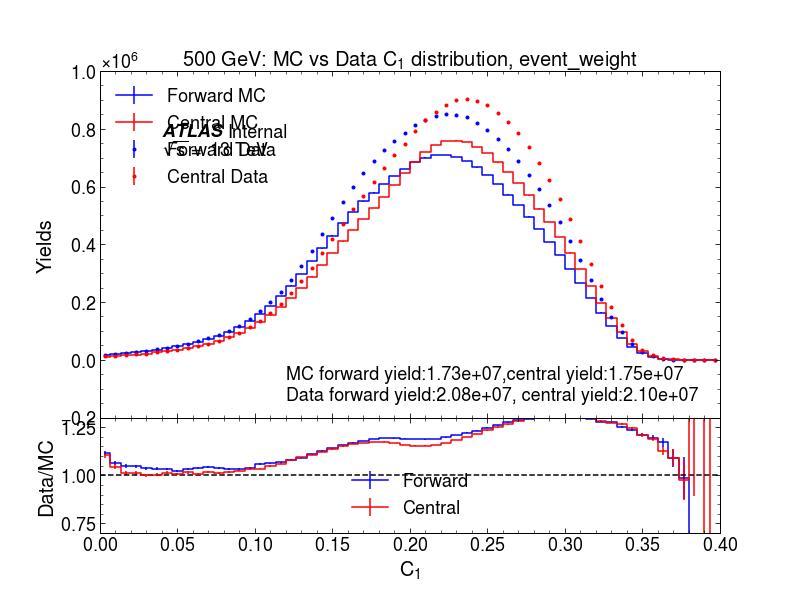 500 GeV: MC vs Data C₁ distribution, event_weight
×10⁶
1.0
0.8
0.6
0.4
0.2
0.0
0.2
Yields
Forward MC
Central MC
ATLAS Internal
Forward Data
√s = 13 TeV
Central Data
MC forward yield:1.73e+07,central yield:1.75e+07
Data forward yield:2.08e+07, central yield:2.10e+07
1.25
1.00
0.75
Data/MC
Forward
Central
0.00 0.05 0.10 0.15 0.20 0.25 0.30 0.35 0.40
C₁